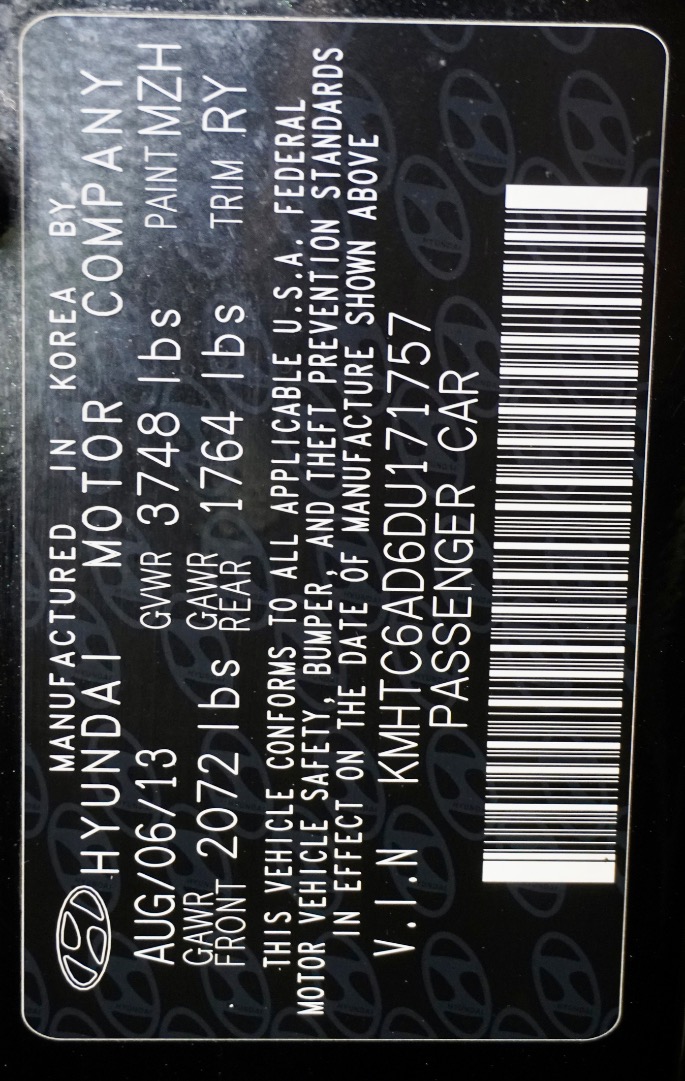 MANUFACTURED IN KOREA BY
HYUNDAI MOTOR COMPANY
AUG/06/13 GVWR 3748 lbs PAINT MZH
GAWR FRONT 2072 lbs GAWR REAR 1764 lbs TRIM RY
THIS VEHICLE CONFORMS TO ALL APPLICABLE U.S.A. FEDERAL
MOTOR VEHICLE SAFETY, BUMPER, AND THEFT PREVENTION STANDARDS
IN EFFECT ON THE DATE OF MANUFACTURE SHOWN ABOVE
V.I.N KMHTC6AD6DU171757
PASSENGER CAR